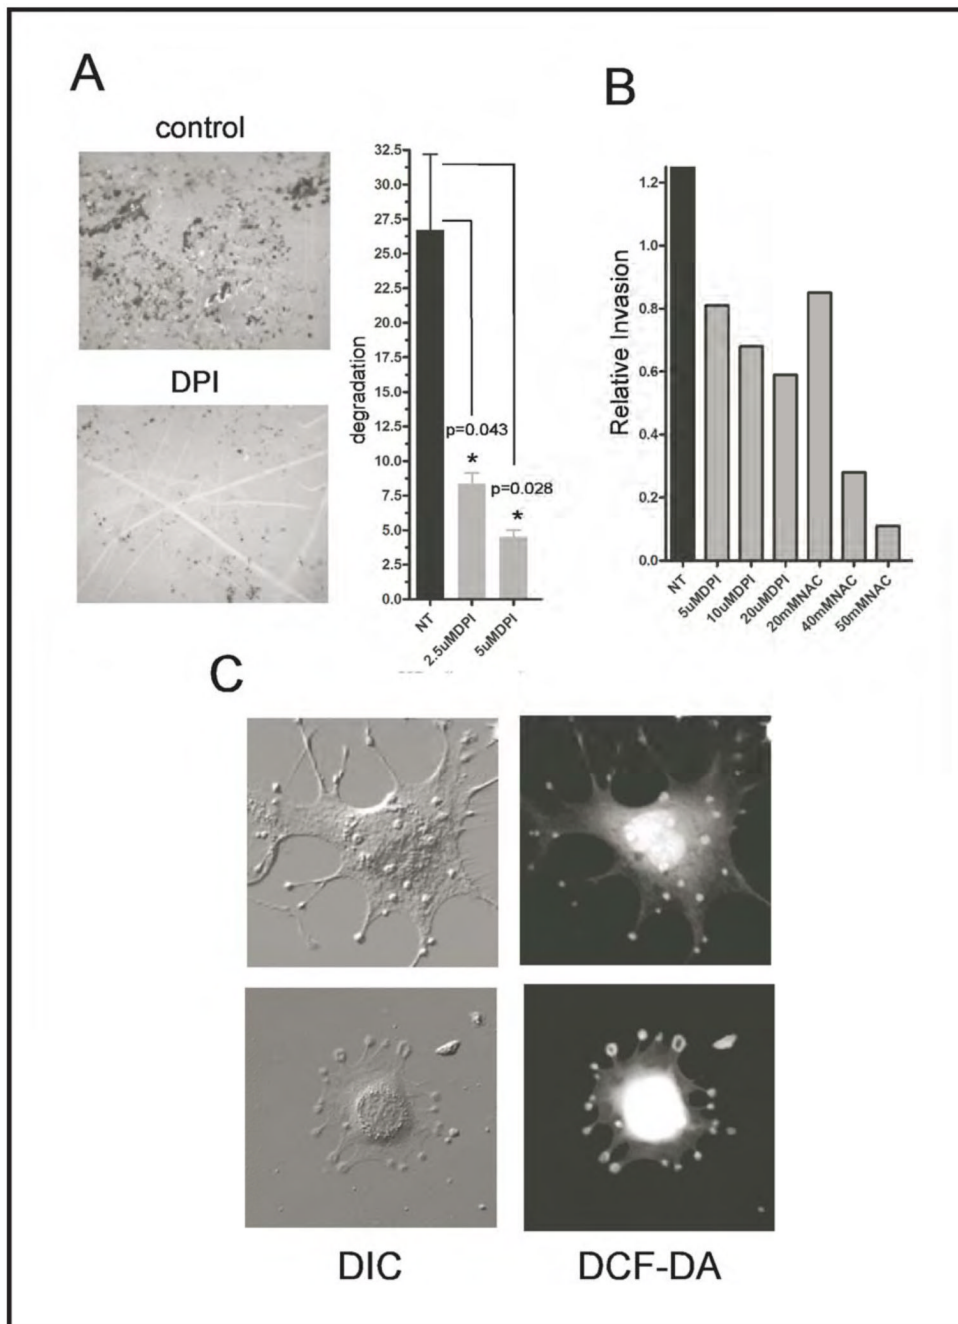 A
control
DPI
degradation
32.5
30.0
27.5
25.0
22.5
20.0
17.5
15.0
12.5
10.0
7.5
5.0
2.5
0.0
p=0.043
*
p=0.028
*
NT
2.5uMDPI
5uMDPI
B
Relative Invasion
1.2
1.0
0.8
0.6
0.4
0.2
0.0
NT
5uMDPI
10uMDPI
20uMDPI
20mMNAC
40mMNAC
50mMNAC
C
DIC
DCF-DA